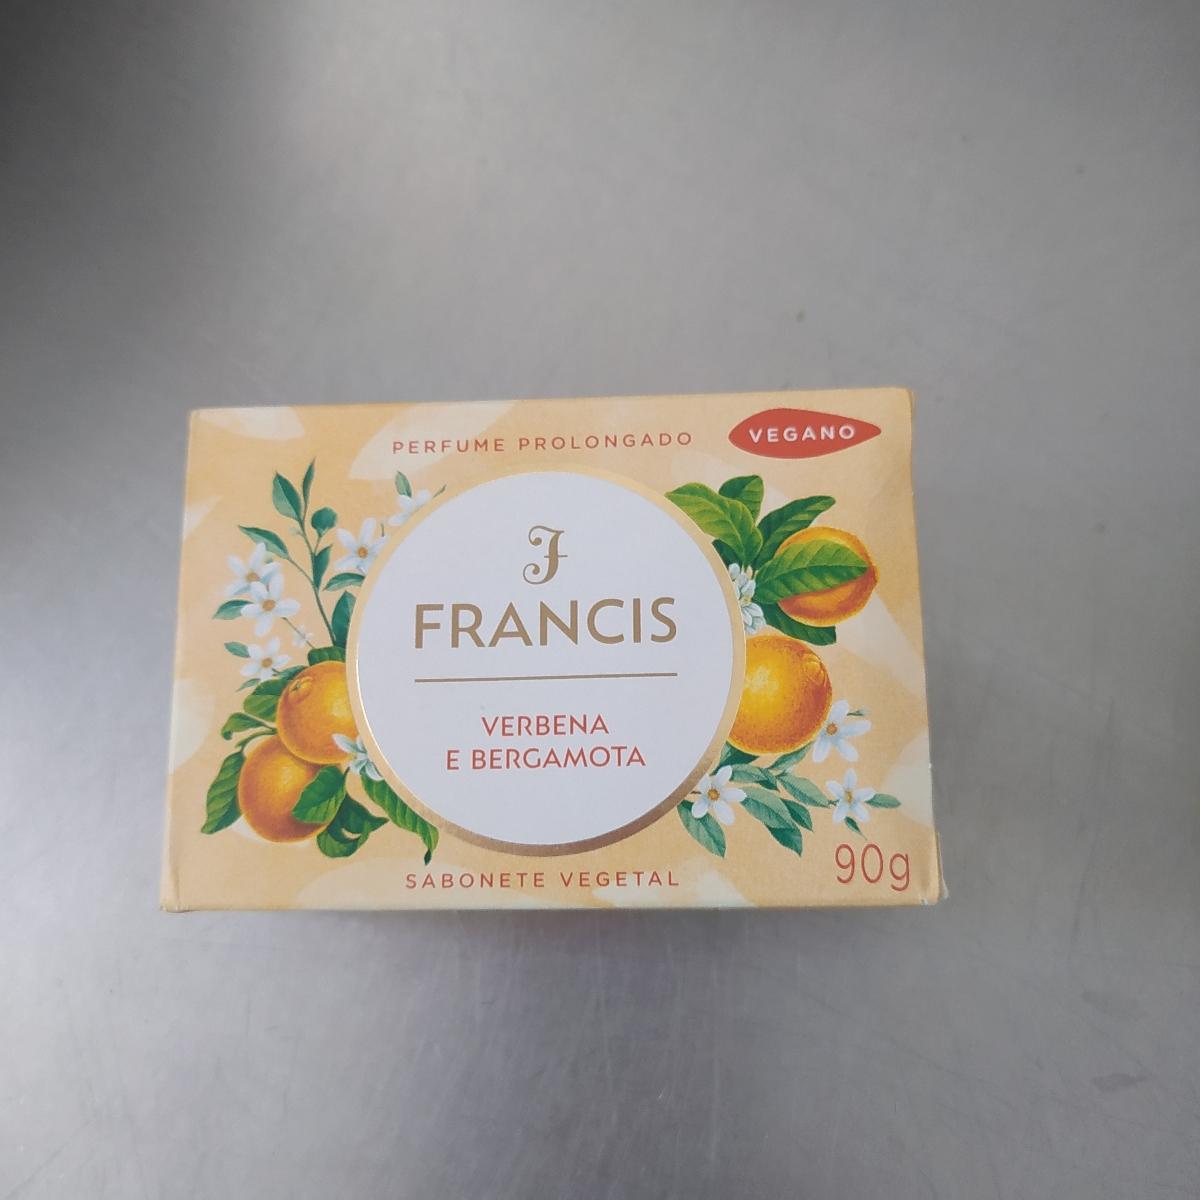 PERFUME PROLONGADO
VEGANO
F
FRANCIS
VERBENA
E BERGAMOTA
SABONETE VEGETAL
90g